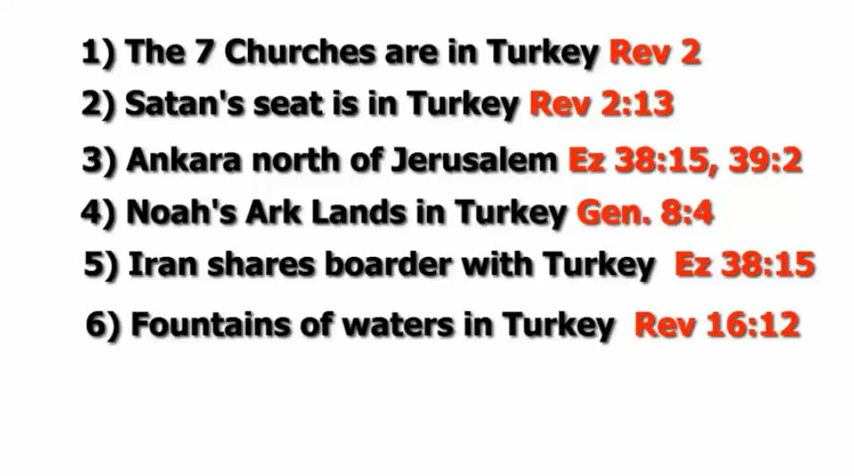 1) The 7 Churches are in Turkey Rev 2
2) Satan's seat is in Turkey Rev 2:13
3) Ankara north of Jerusalem Ez 38:15, 39:2
4) Noah's Ark Lands in Turkey Gen. 8:4
5) Iran shares boarder with Turkey Ez 38:15
6) Fountains of waters in Turkey Rev 16:12